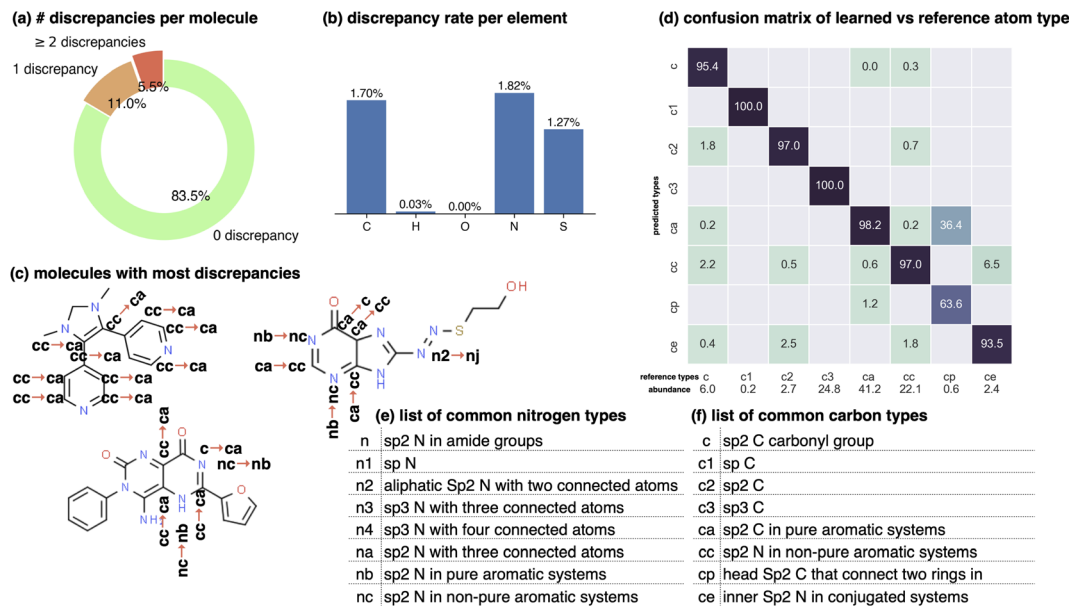 (a) # discrepancies per molecule
≥ 2 discrepancies
1 discrepancy
5.5%
11.0%
83.5%
0 discrepancy
(b) discrepancy rate per element
1.70%
0.03%
0.00%
1.82%
1.27%
C H O N S
(c) molecules with most discrepancies
N
N
cc→ca
cc→ca
cc→ca
cc→ca
cc→ca
N
cc→ca
cc→ca
cc→ca
cc→ca
cc→ca
N
O
OH
ca→c
ca→cc
nb→nc
N
N
N
S
ca→cc
N
N
n2→nj
NH
nb→nc
ca→cc
O
cc→ca
c→ca
O
N
N
nc→nb
N
NH
NH
O
cc→ca
nc→nb
cc→ca
ca
(d) confusion matrix of learned vs reference atom type
predicted types
c 95.4 0.0 0.3
c1 100.0
c2 1.8 97.0 0.7
c3 100.0
ca 0.2 98.2 0.2 36.4
cc 2.2 0.5 0.6 97.0 6.5
cp 1.2 63.6
ce 0.4 2.5 1.8 93.5
reference types c c1 c2 c3 ca cc cp ce
abundance 6.0 0.2 2.7 24.8 41.2 22.1 0.6 2.4
(e) list of common nitrogen types
n sp2 N in amide groups
n1 sp N
n2 aliphatic Sp2 N with two connected atoms
n3 sp3 N with three connected atoms
n4 sp3 N with four connected atoms
na sp2 N with three connected atoms
nb sp2 N in pure aromatic systems
nc sp2 N in non-pure aromatic systems
(f) list of common carbon types
c sp2 C carbonyl group
c1 sp C
c2 sp2 C
c3 sp3 C
ca sp2 C in pure aromatic systems
cc sp2 N in non-pure aromatic systems
cp head Sp2 C that connect two rings in
ce inner Sp2 N in conjugated systems